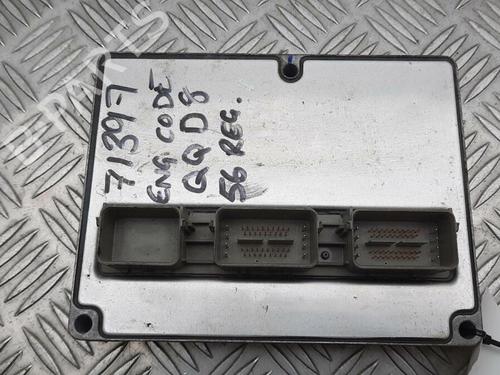 71397
ENG CODE
QQD8
56 REG.